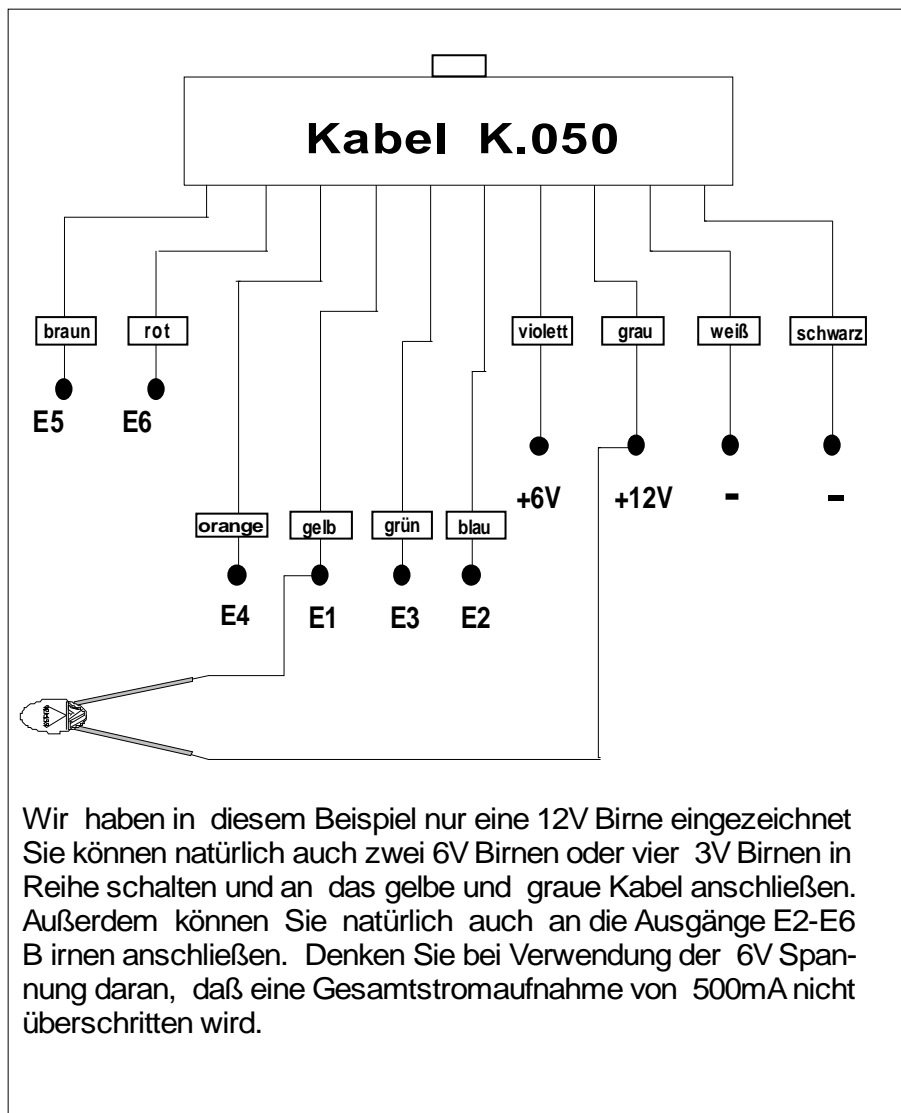 Kabel K.050
braun
rot
violett
grau
weiß
schwarz
E5
E6
+6V
+12V
-
-
orange
gelb
grün
blau
E4
E1
E3
E2
Wir haben in diesem Beispiel nur eine 12V Birne eingezeichnet
Sie können natürlich auch zwei 6V Birnen oder vier 3V Birnen in
Reihe schalten und an das gelbe und graue Kabel anschließen.
Außerdem können Sie natürlich auch an die Ausgänge E2-E6
B irnen anschließen. Denken Sie bei Verwendung der 6V Span-
nung daran, daß eine Gesamtstromaufnahme von 500mA nicht
überschritten wird.